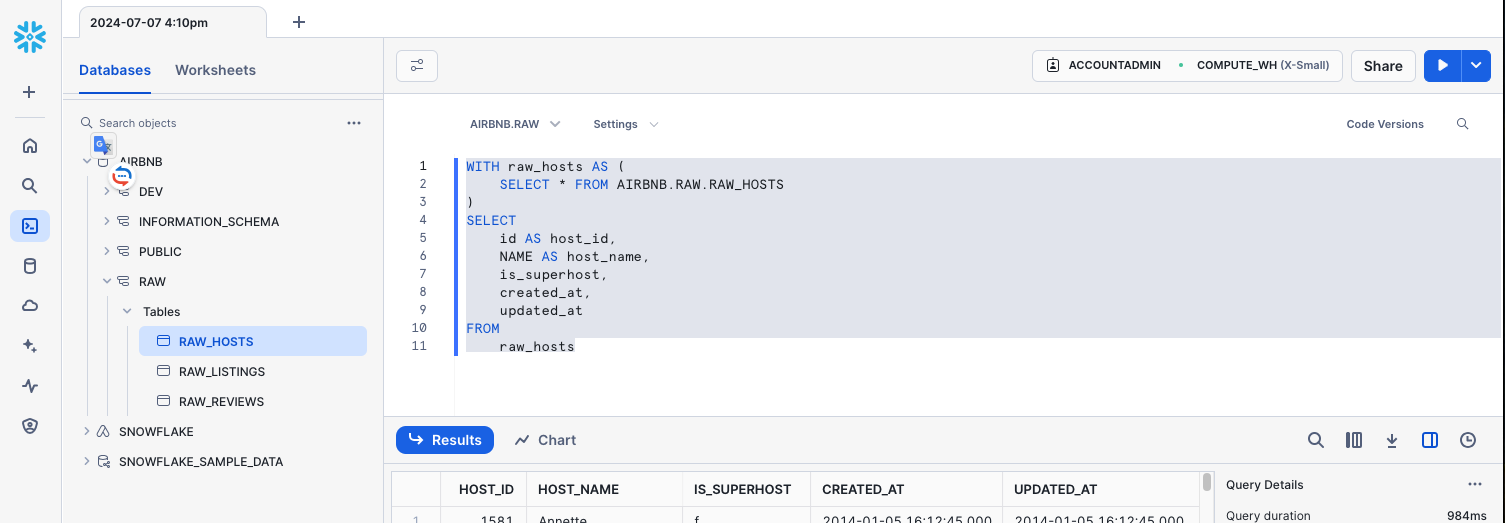 2024-07-07 4:10pm
Databases Worksheets
ACCOUNTADMIN COMPUTE_WH (X-Small) Share
Search objects
AIRBNB.RAW Settings Code Versions
AIRBNB
DEV
INFORMATION_SCHEMA
PUBLIC
RAW
Tables
RAW_HOSTS
RAW_LISTINGS
RAW_REVIEWS
SNOWFLAKE
SNOWFLAKE_SAMPLE_DATA
1 WITH raw_hosts AS (
2 SELECT * FROM AIRBNB.RAW.RAW_HOSTS
3 )
4 SELECT
5 id AS host_id,
6 NAME AS host_name,
7 is_superhost,
8 created_at,
9 updated_at
10 FROM
11 raw_hosts
Results Chart
HOST_ID HOST_NAME IS_SUPERHOST CREATED_AT UPDATED_AT
1 1581 Annette f 2014-01-05 16:12:45.000 2014-01-05 16:12:45.000
Query Details
Query duration 984ms